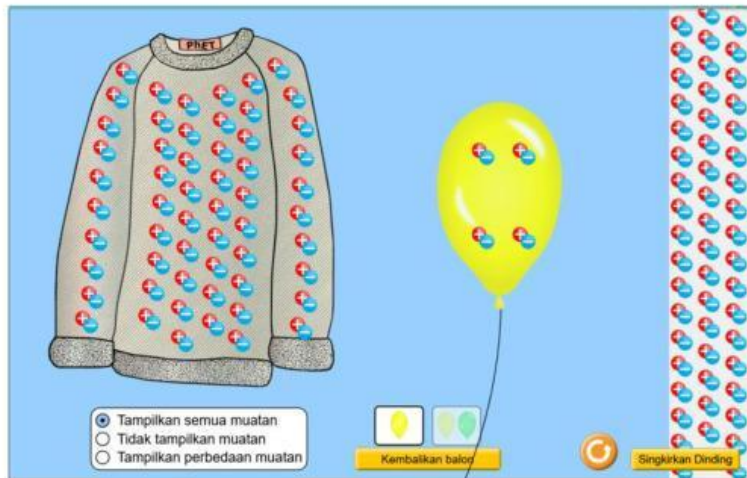 PhET
Tampilkan semua muatan
Tidak tampilkan muatan
Tampilkan perbedaan muatan
Kembalikan balon
Singkirkan Dinding